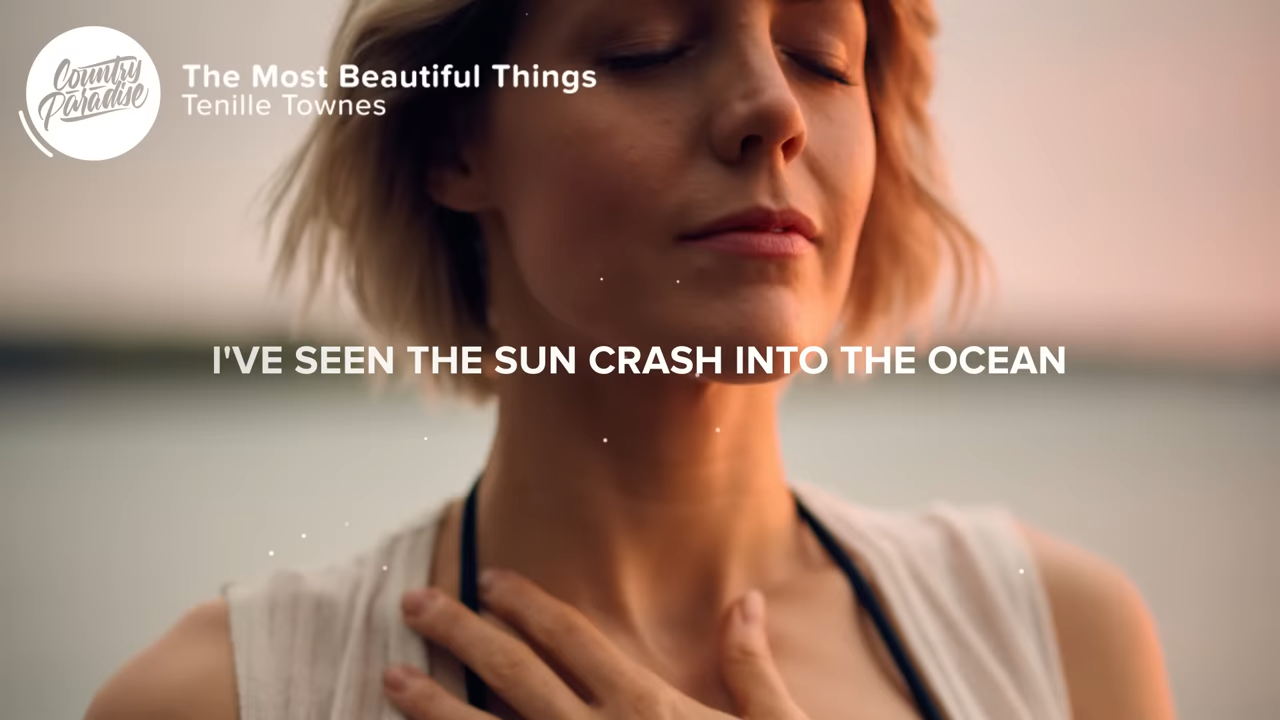 Country
Paradise
The Most Beautiful Things
Tenille Townes
I'VE SEEN THE SUN CRASH INTO THE OCEAN